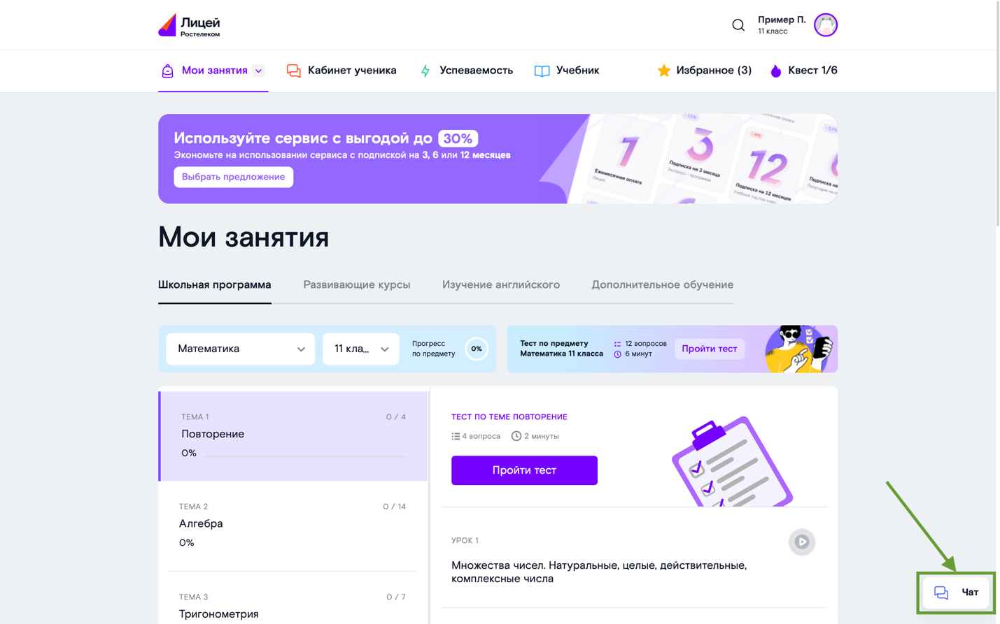 Лицей
Ростелеком
Пример П.
11 класс
Мои занятия
Кабинет ученика
Успеваемость
Учебник
Избранное (3)
Квест 1/6
Используйте сервис с выгодой до 30%
Экономьте на использовании сервиса с подпиской на 3, 6 или 12 месяцев
Выбрать предложение
1
Ежемесячная оплата
Лицей
3
Подписка на 3 месяца
Экспресс - программы
12
Подписка на 12 месяцев
Мои занятия
Школьная программа
Развивающие курсы
Изучение английского
Дополнительное обучение
Математика
11 кла...
Прогресс
по предмету
0%
Тест по предмету
Математика 11 класса
12 вопросов
6 минут
Пройти тест
ТЕМА 1
0 / 4
Повторение
0%
ТЕМА 2
0 / 14
Алгебра
0%
ТЕМА 3
0 / 7
Тригонометрия
ТЕСТ ПО ТЕМЕ ПОВТОРЕНИЕ
4 вопроса
2 минуты
Пройти тест
УРОК 1
Множества чисел. Натуральные, целые, действительные,
комплексные числа
Чат